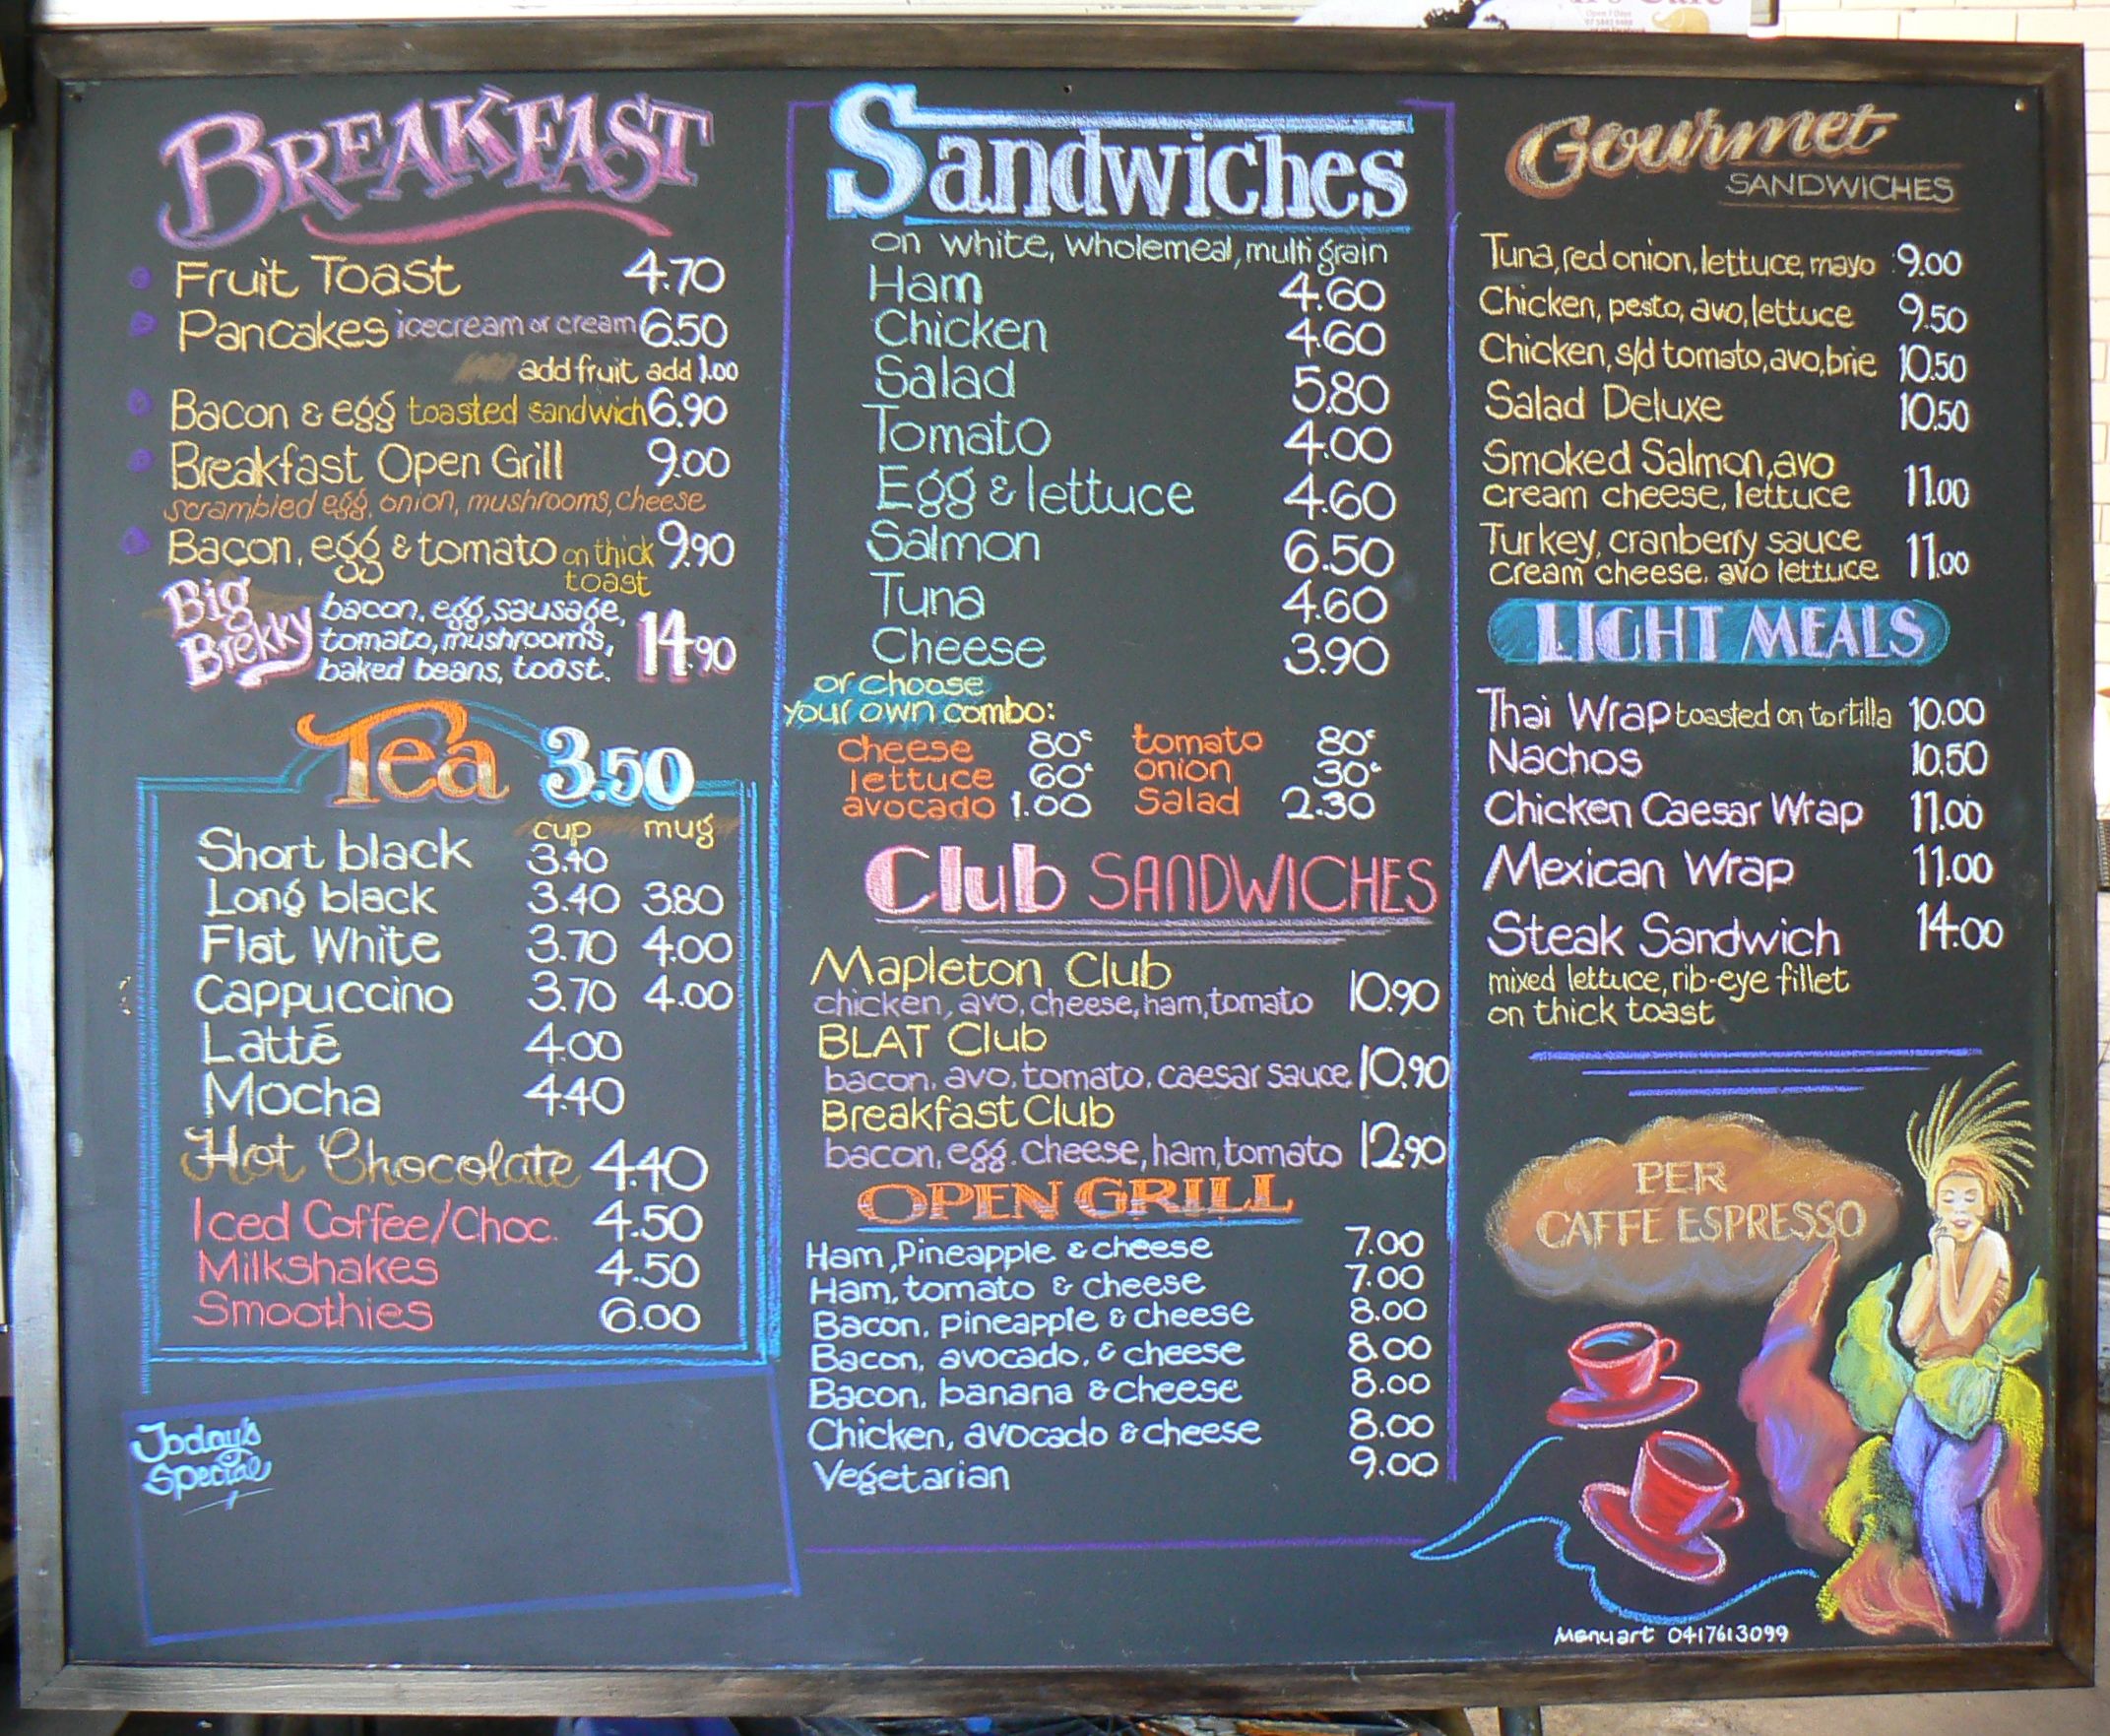 BREAKFAST
Fruit Toast 4.70
Pancakes icecream or cream 6.50
add fruit add 1.00
Bacon & egg toasted sandwich 6.90
Breakfast Open Grill 9.00
scrambled egg, onion, mushrooms, cheese
Bacon, egg & tomato on thick 9.90
toast
Big Brekky
bacon, egg, sausage,
tomato, mushrooms, 14.90
baked beans, toast.
Tea 3.50
cup mug
Short black 3.40
Long black 3.40 3.80
Flat White 3.70 4.00
Cappuccino 3.70 4.00
Latté 4.00
Mocha 4.40
Hot Chocolate 4.40
Iced Coffee/Choc. 4.50
Milkshakes 4.50
Smoothies 6.00
Today's
Special
Sandwiches
on white, wholemeal, multi grain
Ham 4.60
Chicken 4.60
Salad 5.80
Tomato 4.00
Egg & lettuce 4.60
Salmon 6.50
Tuna 4.60
Cheese 3.90
or choose
your own combo:
cheese 80c tomato 80c
lettuce 60c onion 30c
avocado 1.00 salad 2.30
Club SANDWICHES
Mapleton Club
chicken, avo, cheese, ham, tomato 10.90
BLAT Club
bacon, avo, tomato, caesar sauce 10.90
Breakfast Club
bacon, egg, cheese, ham, tomato 12.90
OPEN GRILL
Ham, Pineapple & cheese 7.00
Ham, tomato & cheese 7.00
Bacon, pineapple & cheese 8.00
Bacon, avocado, & cheese 8.00
Bacon, banana & cheese 8.00
Chicken, avocado & cheese 8.00
Vegetarian 9.00
Gourmet
SANDWICHES
Tuna, red onion, lettuce, mayo 9.00
Chicken, pesto, avo, lettuce 9.50
Chicken, s/d tomato, avo, brie 10.50
Salad Deluxe 10.50
Smoked Salmon, avo
cream cheese, lettuce 11.00
Turkey, cranberry sauce
cream cheese, avo lettuce 11.00
LIGHT MEALS
Thai Wrap toasted on tortilla 10.00
Nachos 10.50
Chicken Caesar Wrap 11.00
Mexican Wrap 11.00
Steak Sandwich 14.00
mixed lettuce, rib-eye fillet
on thick toast
PER
CAFFE ESPRESSO
Menuart 0417613099